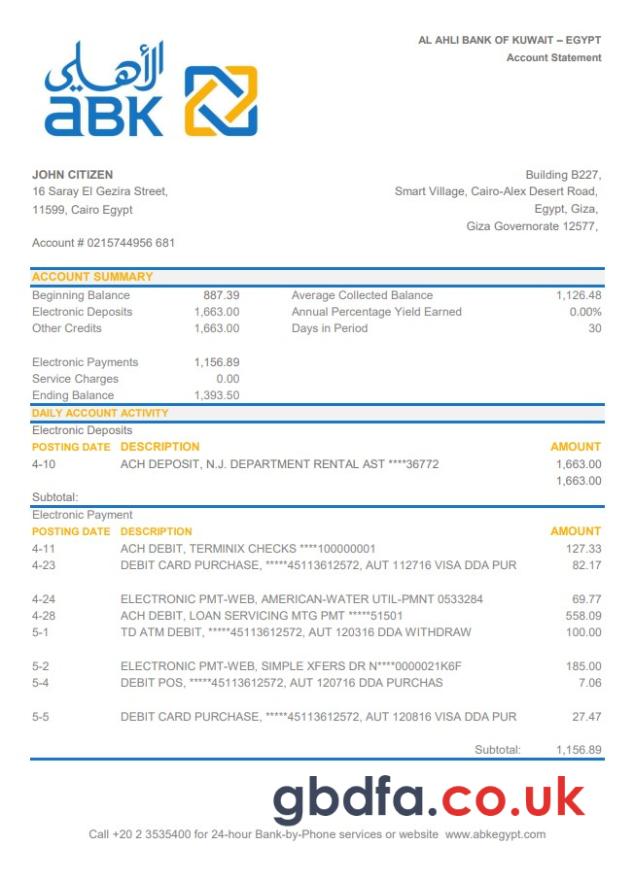 AL AHLI BANK OF KUWAIT – EGYPT
Account Statement
الأهلي
aBK
JOHN CITIZEN
16 Saray El Gezira Street,
11599, Cairo Egypt
Account # 0215744956 681
Building B227,
Smart Village, Cairo-Alex Desert Road,
Egypt, Giza,
Giza Governorate 12577,
ACCOUNT SUMMARY
Beginning Balance 887.39 Average Collected Balance 1,126.48
Electronic Deposits 1,663.00 Annual Percentage Yield Earned 0.00%
Other Credits 1,663.00 Days in Period 30
Electronic Payments 1,156.89
Service Charges 0.00
Ending Balance 1,393.50
DAILY ACCOUNT ACTIVITY
Electronic Deposits
POSTING DATE DESCRIPTION AMOUNT
4-10 ACH DEPOSIT, N.J. DEPARTMENT RENTAL AST ****36772 1,663.00
1,663.00
Subtotal:
Electronic Payment
POSTING DATE DESCRIPTION AMOUNT
4-11 ACH DEBIT, TERMINIX CHECKS ****100000001 127.33
4-23 DEBIT CARD PURCHASE, *****45113612572, AUT 112716 VISA DDA PUR 82.17
4-24 ELECTRONIC PMT-WEB, AMERICAN-WATER UTIL-PMNT 0533284 69.77
4-28 ACH DEBIT, LOAN SERVICING MTG PMT *****51501 558.09
5-1 TD ATM DEBIT, *****45113612572, AUT 120316 DDA WITHDRAW 100.00
5-2 ELECTRONIC PMT-WEB, SIMPLE XFERS DR N****0000021K6F 185.00
5-4 DEBIT POS, *****45113612572, AUT 120716 DDA PURCHAS 7.06
5-5 DEBIT CARD PURCHASE, *****45113612572, AUT 120816 VISA DDA PUR 27.47
Subtotal: 1,156.89
gbdfa.co.uk
Call +20 2 3535400 for 24-hour Bank-by-Phone services or website www.abkegypt.com